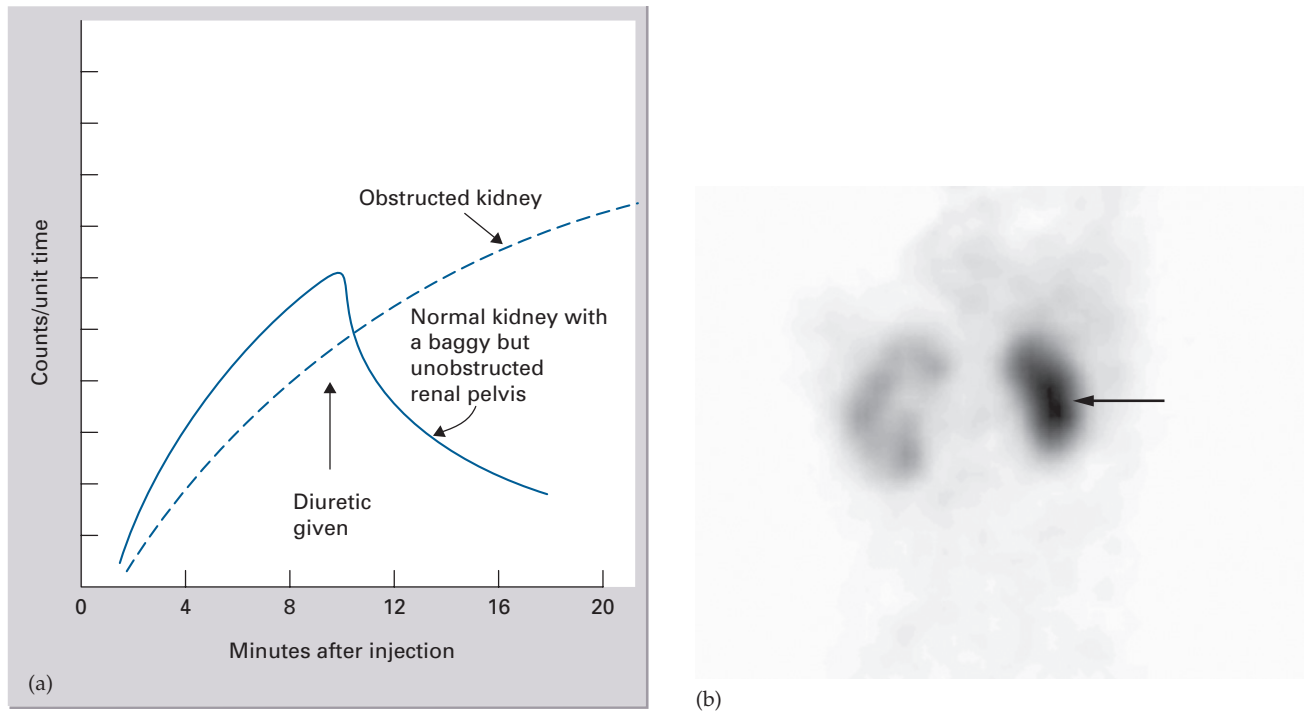 Counts/unit time
Obstructed kidney
Normal kidney with
a baggy but
unobstructed
renal pelvis
Diuretic
given
0 4 8 12 16 20
Minutes after injection
(a)
(b)